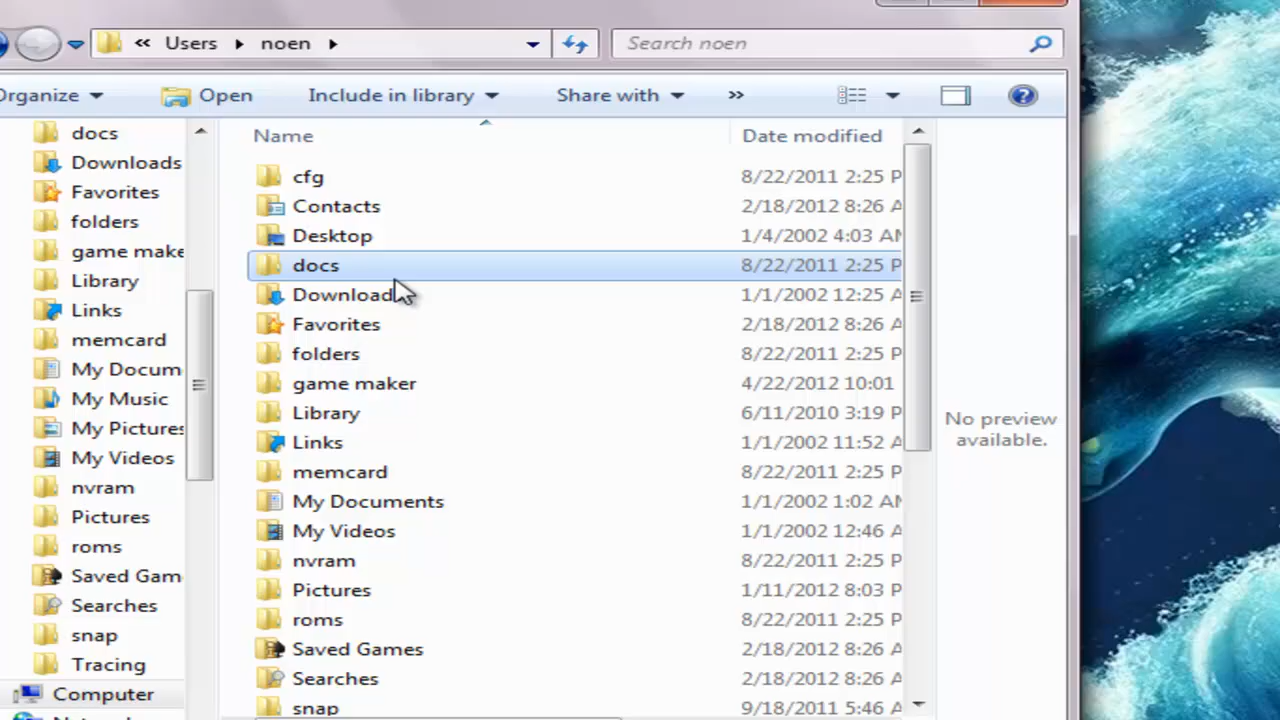 « Users ▸ noen ▸ Search noen
Organize Open Include in library Share with »
docs
Downloads
Favorites
folders
game make
Library
Links
memcard
My Docum
My Music
My Pictures
My Videos
nvram
Pictures
roms
Saved Gam
Searches
snap
Tracing
Computer
Name Date modified
cfg 8/22/2011 2:25 P
Contacts 2/18/2012 8:26 A
Desktop 1/4/2002 4:03 AM
docs 8/22/2011 2:25 P
Download 1/1/2002 12:25 A
Favorites 2/18/2012 8:26 A
folders 8/22/2011 2:25 P
game maker 4/22/2012 10:01
Library 6/11/2010 3:19 P
Links 1/1/2002 11:52 A
memcard 8/22/2011 2:25 P
My Documents 1/1/2002 1:02 AM
My Videos 1/1/2002 12:46 A
nvram 8/22/2011 2:25 P
Pictures 1/11/2012 8:03 P
roms 8/22/2011 2:25 P
Saved Games 2/18/2012 8:26 A
Searches 2/18/2012 8:26 A
snap 9/18/2011 5:46 A
No preview
available.